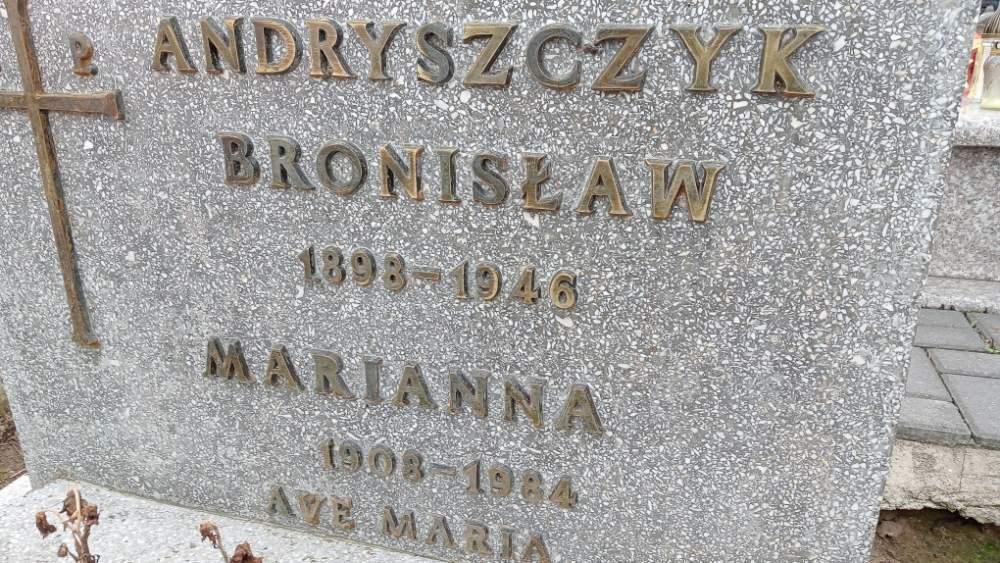 P. ANDRYSZCZYK
BRONISŁAW
1898-1946
MARIANNA
1908-1984
AVE MARIA